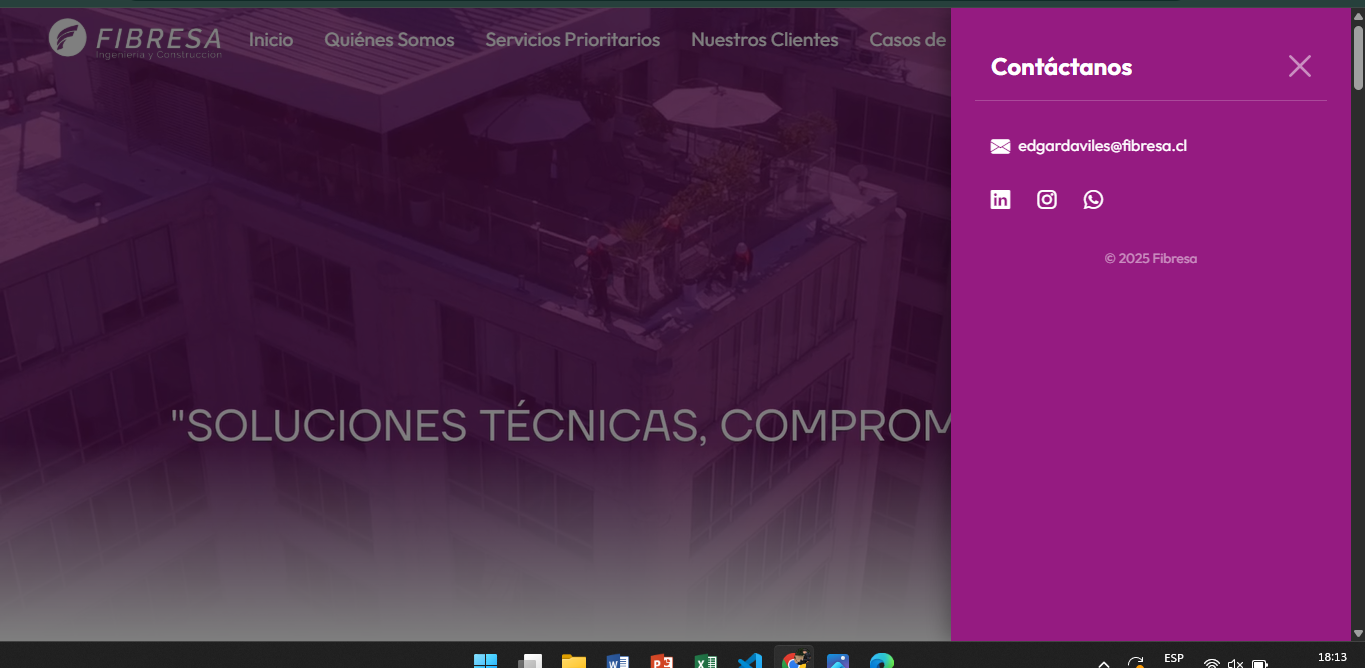 FIBRESA
Ingeniería y Construcción
Inicio
Quiénes Somos
Servicios Prioritarios
Nuestros Clientes
Casos de
Contáctanos
edgardaviles@fibresa.cl
© 2025 Fibresa
"SOLUCIONES TÉCNICAS, COMPROM
ESP
18:13